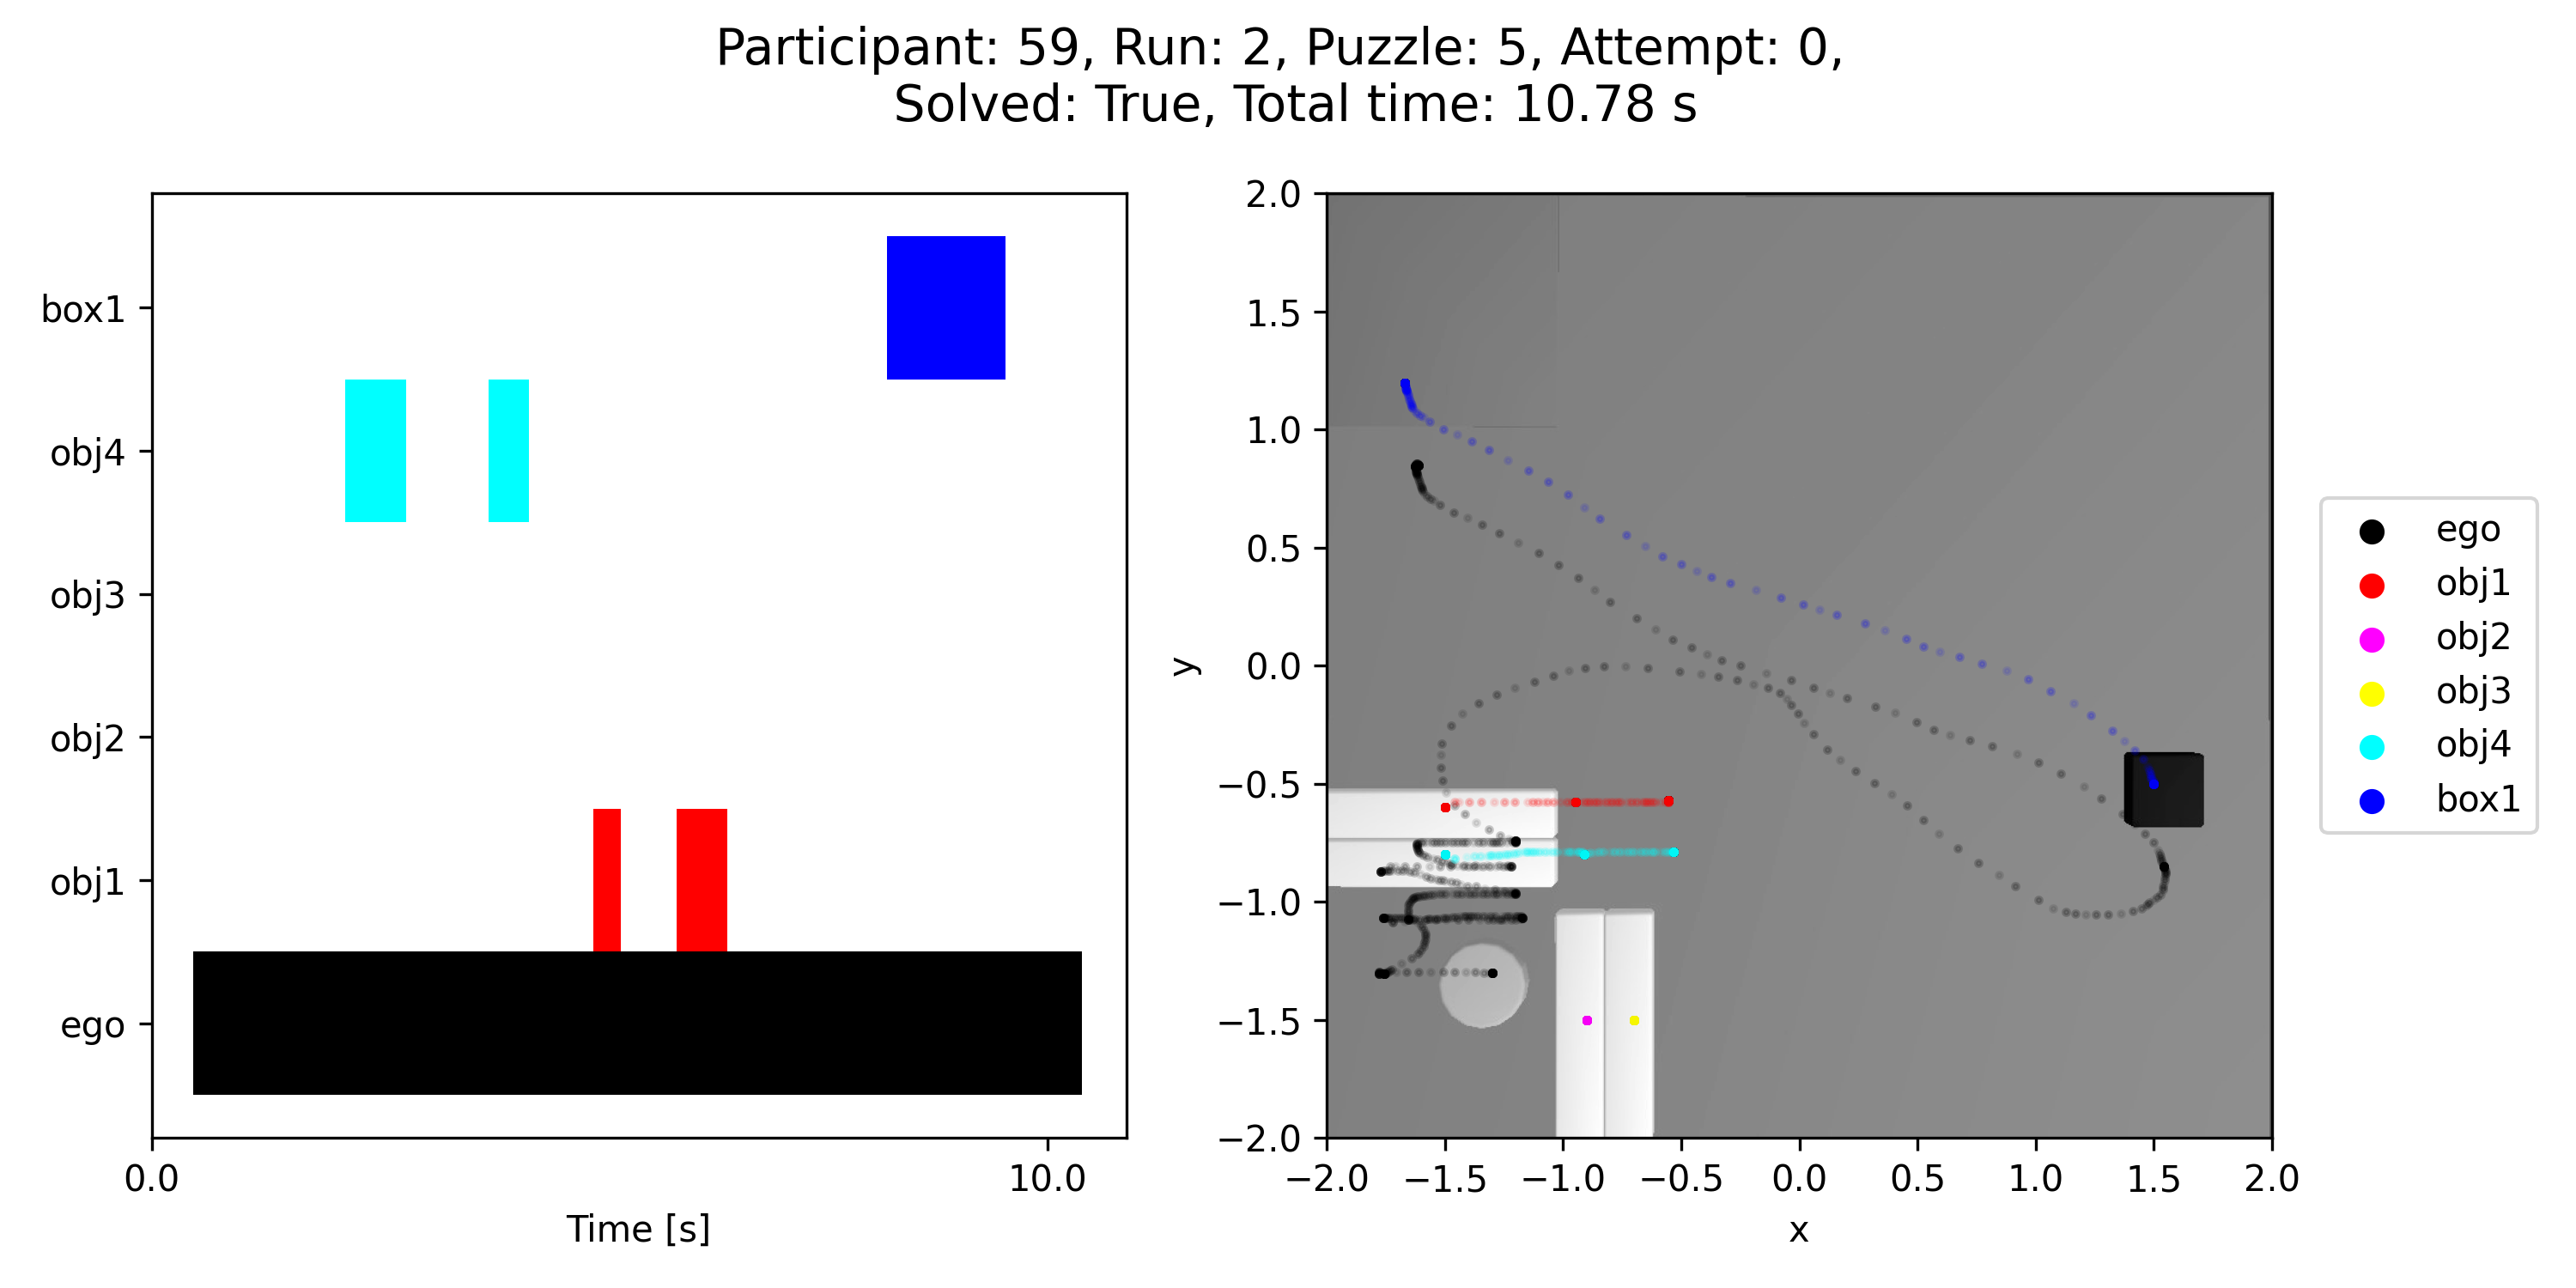 Participant: 59, Run: 2, Puzzle: 5, Attempt: 0,
Solved: True, Total time: 10.78 s
box1
obj4
obj3
obj2
obj1
ego
0.0
10.0
Time [s]
2.0
1.5
1.0
0.5
0.0
−0.5
−1.0
−1.5
−2.0
y
−2.0
−1.5
−1.0
−0.5
0.0
0.5
1.0
1.5
2.0
x
ego
obj1
obj2
obj3
obj4
box1